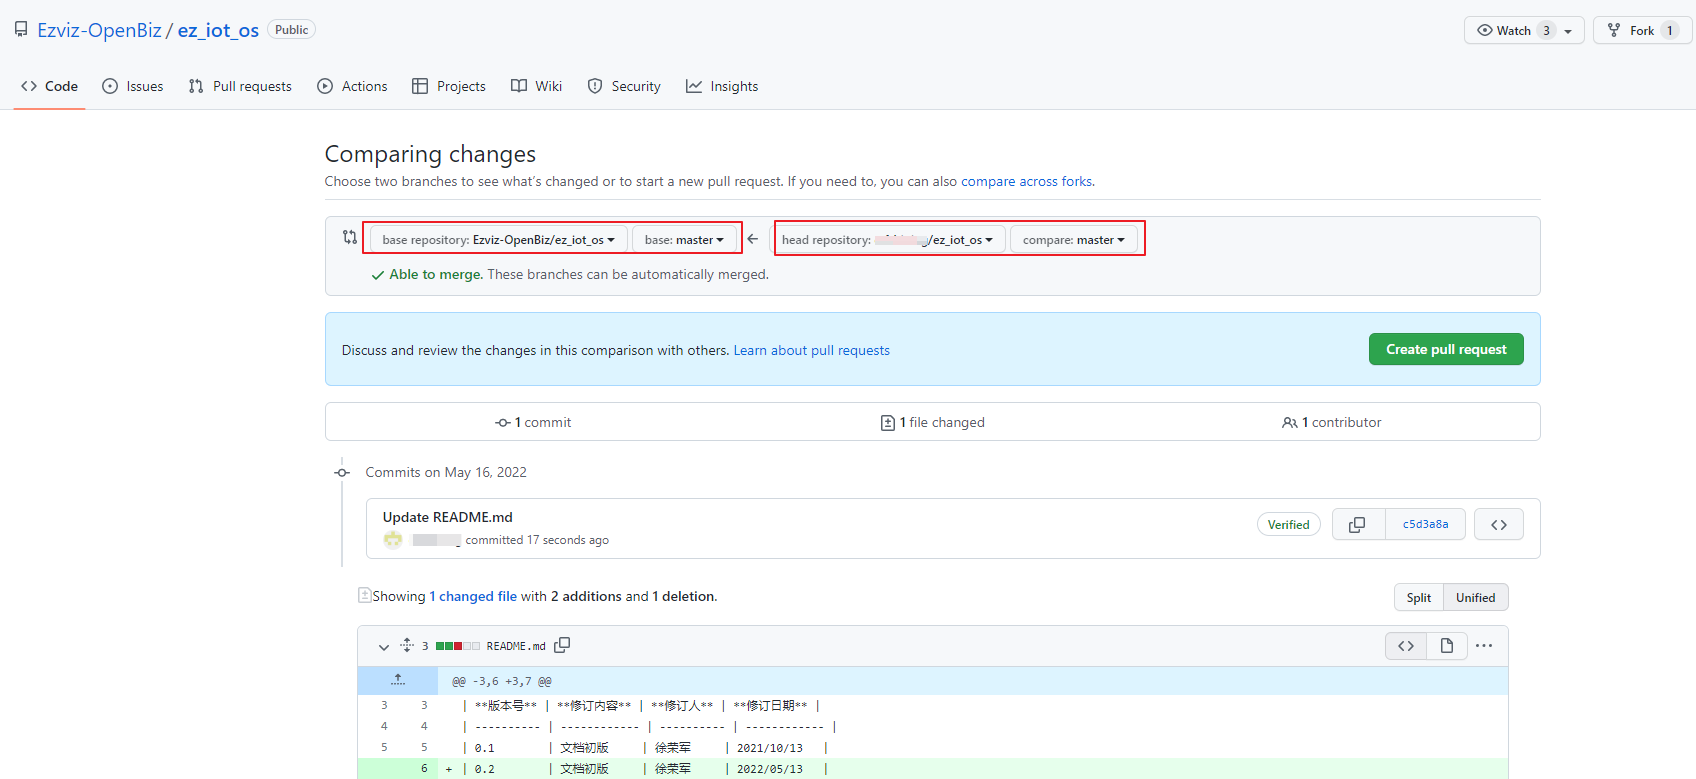 Ezviz-OpenBiz / ez_iot_os Public
Watch 3
Fork 1
Code Issues Pull requests Actions Projects Wiki Security Insights
Comparing changes
Choose two branches to see what's changed or to start a new pull request. If you need to, you can also compare across forks.
base repository: Ezviz-OpenBiz/ez_iot_os base: master ← head repository: /ez_iot_os compare: master
Able to merge. These branches can be automatically merged.
Discuss and review the changes in this comparison with others. Learn about pull requests
Create pull request
1 commit 1 file changed 1 contributor
Commits on May 16, 2022
Update README.md
committed 17 seconds ago
Verified c5d3a8a
Showing 1 changed file with 2 additions and 1 deletion.
Split Unified
3 README.md
@@ -3,6 +3,7 @@
3 3 | **版本号** | **修订内容** | **修订人** | **修订日期** |
4 4 | ---------- | ------------ | ---------- | ------------ |
5 5 | 0.1 | 文档初版 | 徐荣军 | 2021/10/13 |
6 + | 0.2 | 文档初版 | 徐荣军 | 2022/05/13 |